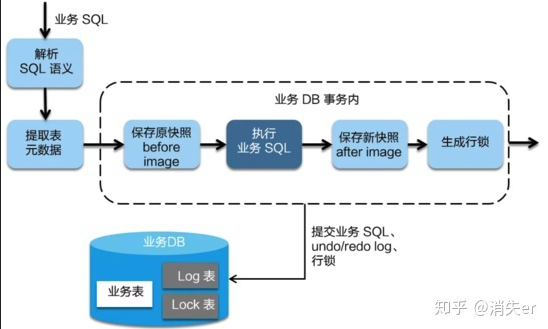 业务 SQL
解析
SQL 语义
提取表
元数据
业务 DB 事务内
保存原快照
before
image
执行
业务 SQL
保存新快照
after image
生成行锁
提交业务 SQL、
undo/redo log、
行锁
业务DB
业务表
Log 表
Lock 表
知乎 @消失er